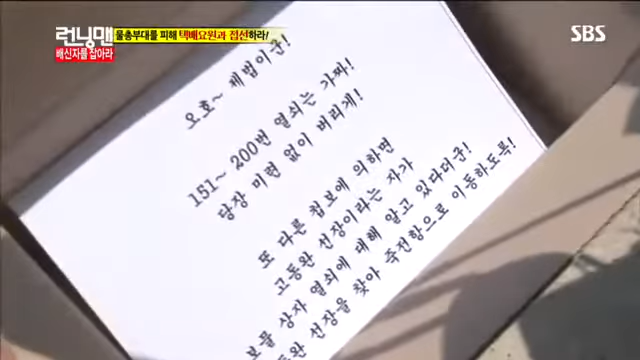 런닝맨
배신자를 잡아라
물총부대를 피해 택배요원과 접선하라!
SBS
오호~ 제법이군!
151~200번 열쇠는 가짜!
당장 미련 없이 버리게!
또 다른 첩보에 의하면
고동완 선장이라는 자가
보물 상자 열쇠에 대해 알고 있다더군!
선장을 찾아 죽전항으로 이동하도록!